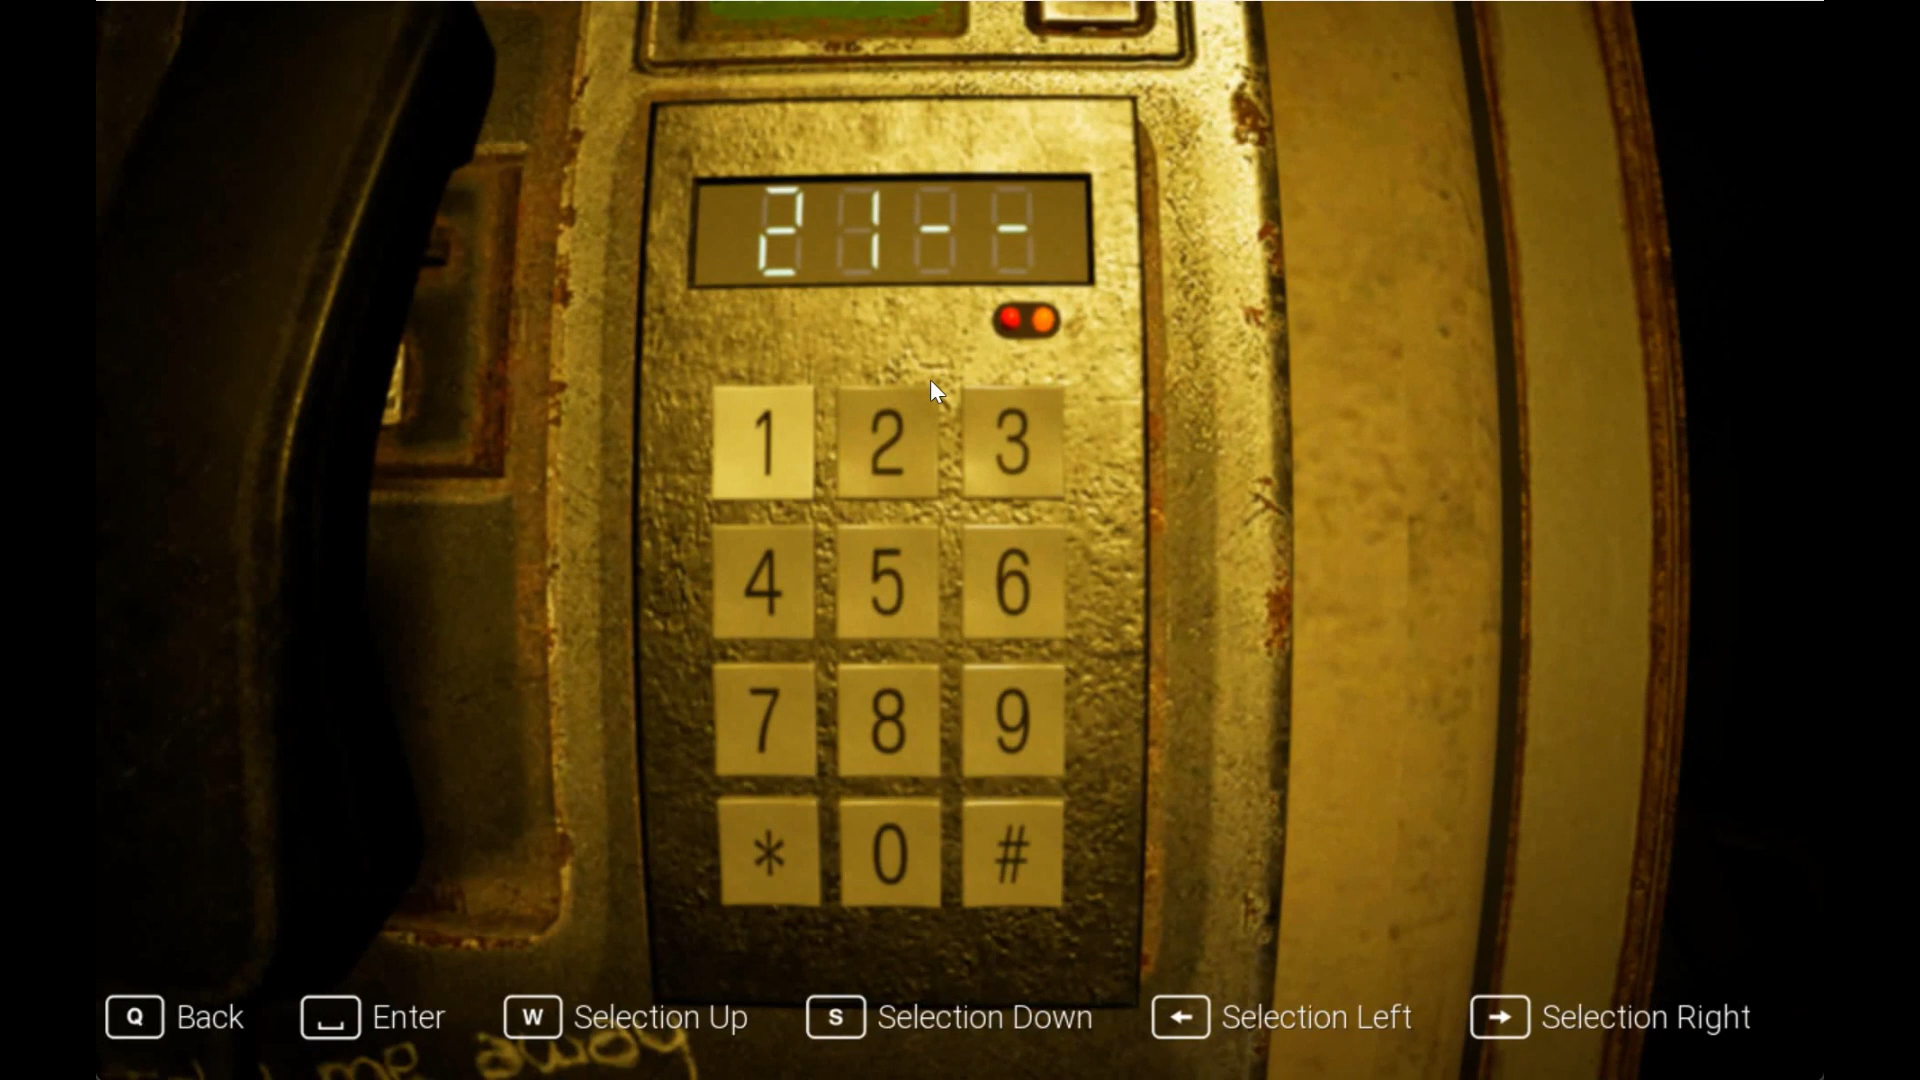 21--
1 2 3
4 5 6
7 8 9
* 0 #
Q Back Enter W Selection Up S Selection Down ← Selection Left → Selection Right